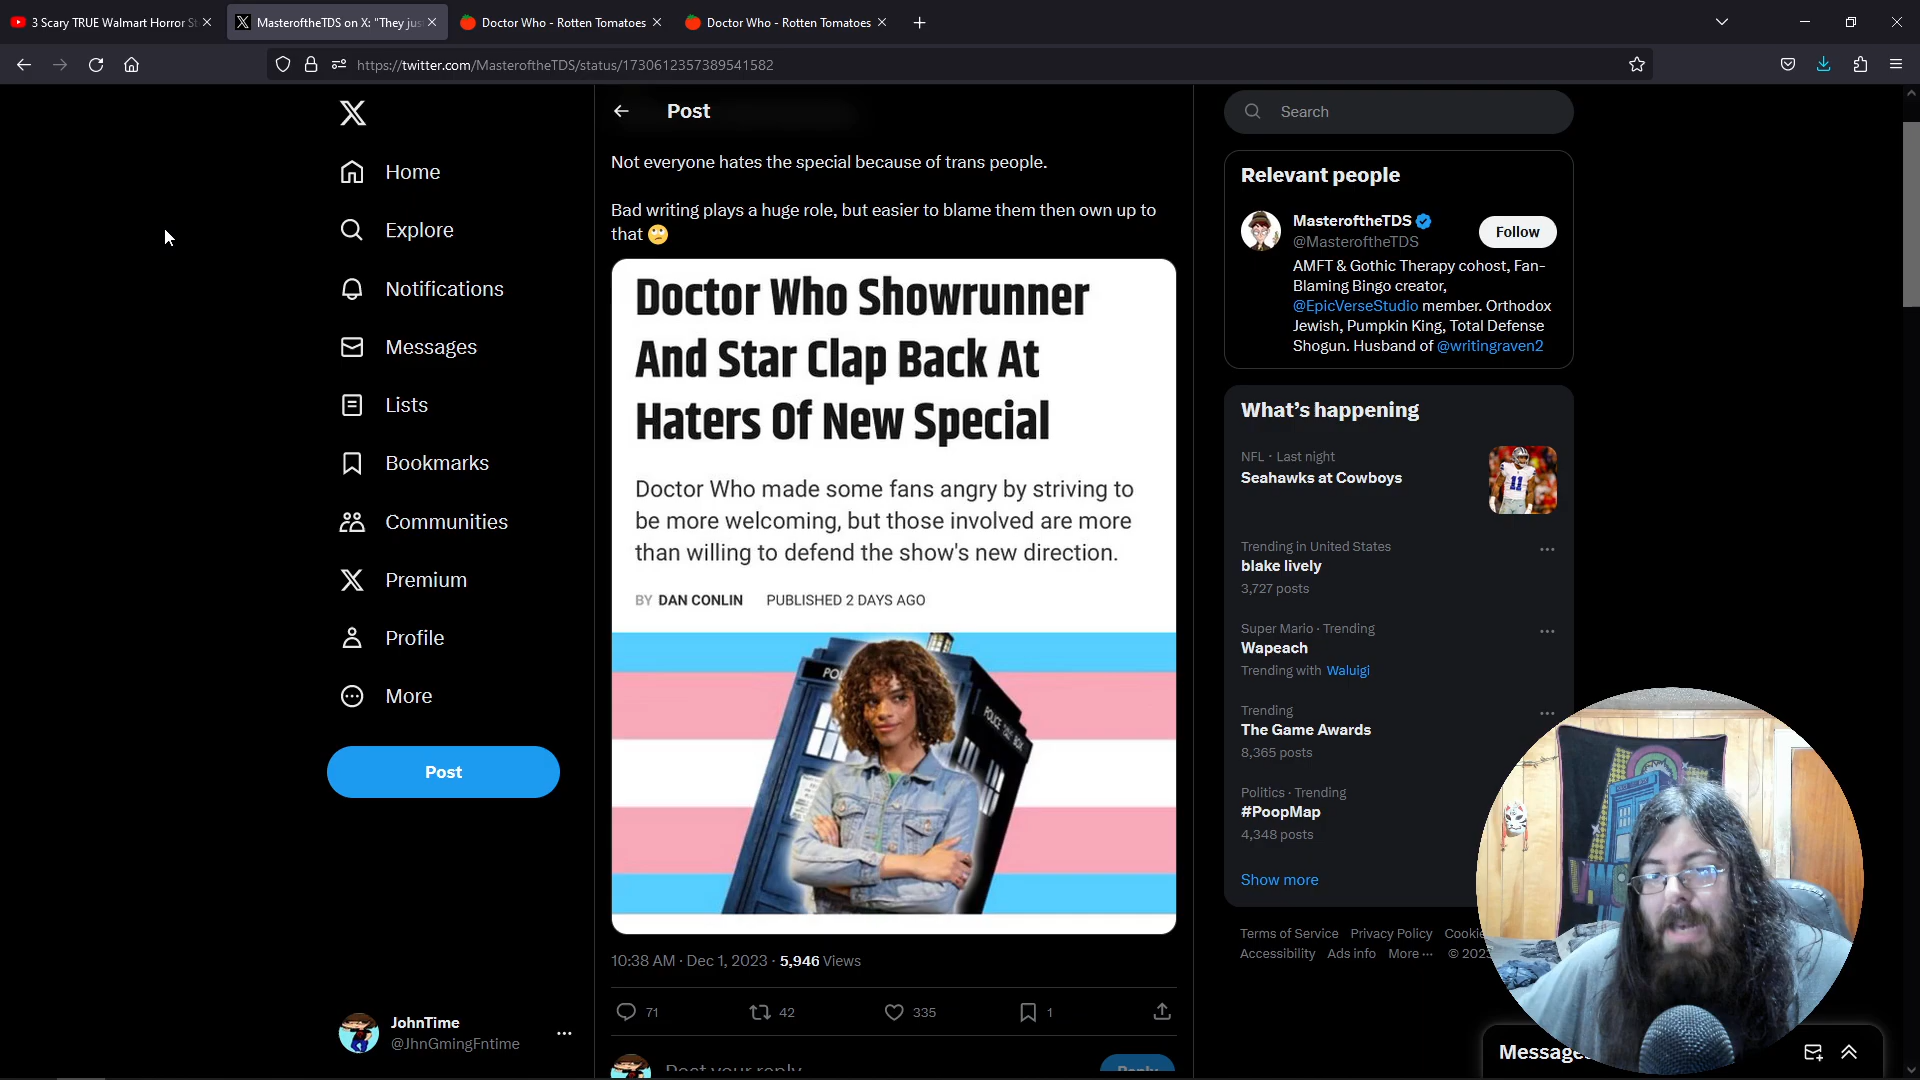 3 Scary TRUE Walmart Horror St
MasteroftheTDS on X: "They jus
Doctor Who - Rotten Tomatoes
Doctor Who - Rotten Tomatoes
https://twitter.com/MasteroftheTDS/status/1730612357389541582
Home
Explore
Notifications
Messages
Lists
Bookmarks
Communities
Premium
Profile
More
Post
JohnTime
@JhnGmingFntime
Post
Not everyone hates the special because of trans people.
Bad writing plays a huge role, but easier to blame them then own up to
that 🙄
Doctor Who Showrunner
And Star Clap Back At
Haters Of New Special
Doctor Who made some fans angry by striving to
be more welcoming, but those involved are more
than willing to defend the show's new direction.
BY DAN CONLIN PUBLISHED 2 DAYS AGO
POLICE BOX
10:38 AM · Dec 1, 2023 · 5,946 Views
71 42 335 1
Post your reply
Reply
Search
Relevant people
MasteroftheTDS
@MasteroftheTDS
Follow
AMFT & Gothic Therapy cohost, Fan-
Blaming Bingo creator,
@EpicVerseStudio member. Orthodox
Jewish, Pumpkin King, Total Defense
Shogun. Husband of @writingraven2
What's happening
NFL · Last night
Seahawks at Cowboys
Trending in United States
blake lively
3,727 posts
Super Mario · Trending
Wapeach
Trending with Waluigi
Trending
The Game Awards
8,365 posts
Politics · Trending
#PoopMap
4,348 posts
Show more
Terms of Service Privacy Policy Cookie
Accessibility Ads info More ··· © 2023
Messages